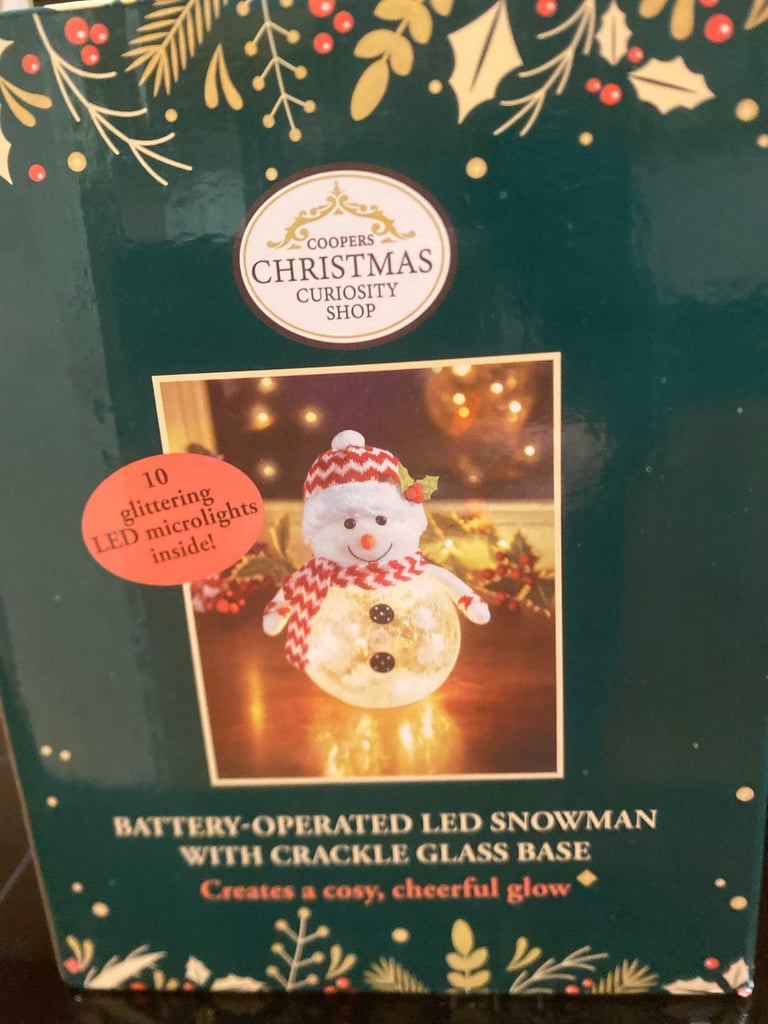 COOPERS
CHRISTMAS
CURIOSITY
SHOP
10
glittering
LED microlights
inside!
BATTERY-OPERATED LED SNOWMAN
WITH CRACKLE GLASS BASE
Creates a cosy, cheerful glow